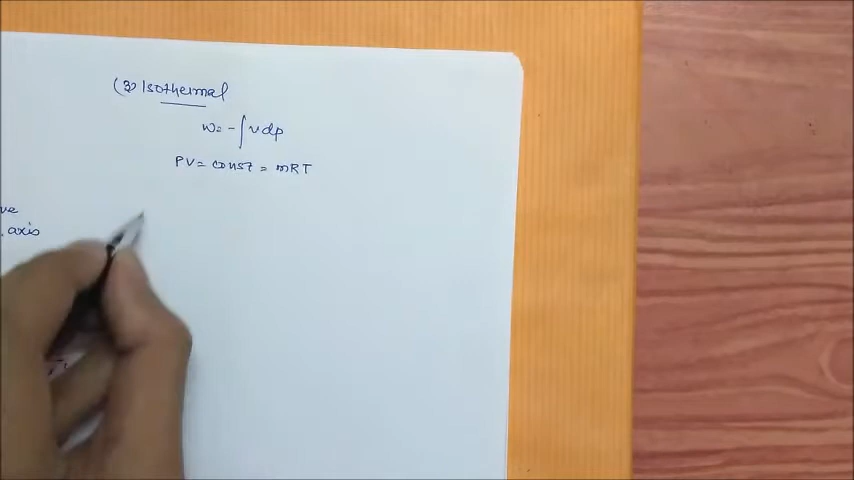 (3) Isothermal
W= -∫vdp
PV= const = mRT
ve
axis